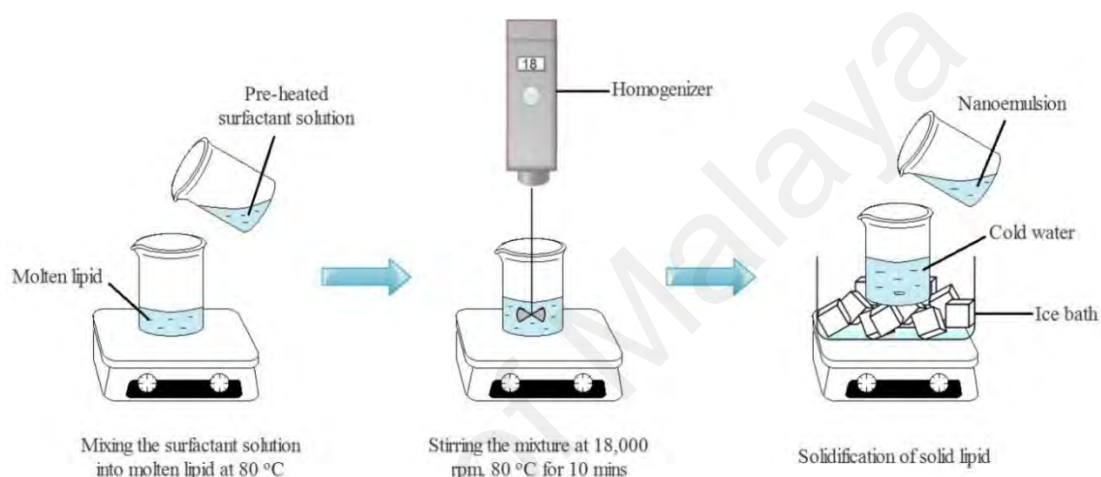 Pre-heated
surfactant solution
Molten lipid
Mixing the surfactant solution
into molten lipid at 80 °C
18
Homogenizer
Stirring the mixture at 18,000
rpm, 80 °C for 10 mins
Nanoemulsion
Cold water
Ice bath
Solidification of solid lipid
Malaya